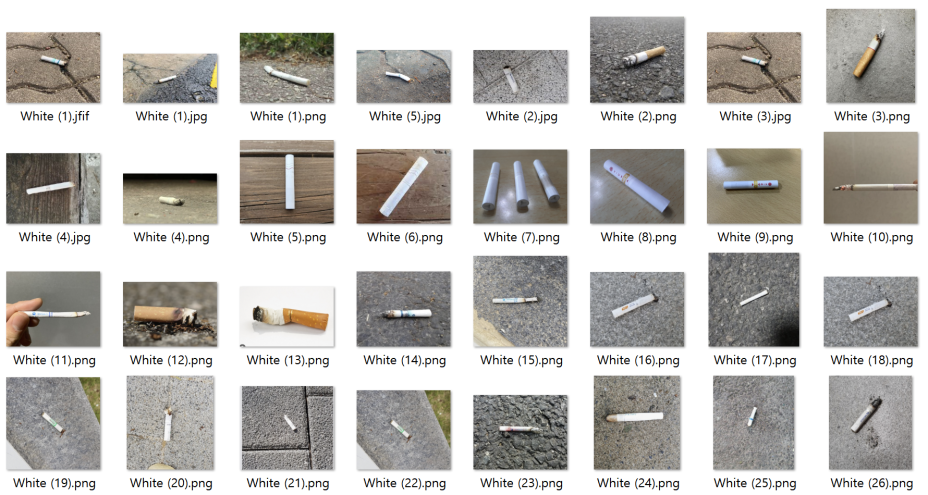 White (1).jfif
White (1).jpg
White (1).png
White (5).jpg
White (2).jpg
White (2).png
White (3).jpg
White (3).png
White (4).jpg
White (4).png
White (5).png
White (6).png
White (7).png
White (8).png
White (9).png
White (10).png
White (11).png
White (12).png
White (13).png
White (14).png
White (15).png
White (16).png
White (17).png
White (18).png
White (19).png
White (20).png
White (21).png
White (22).png
White (23).png
White (24).png
White (25).png
White (26).png